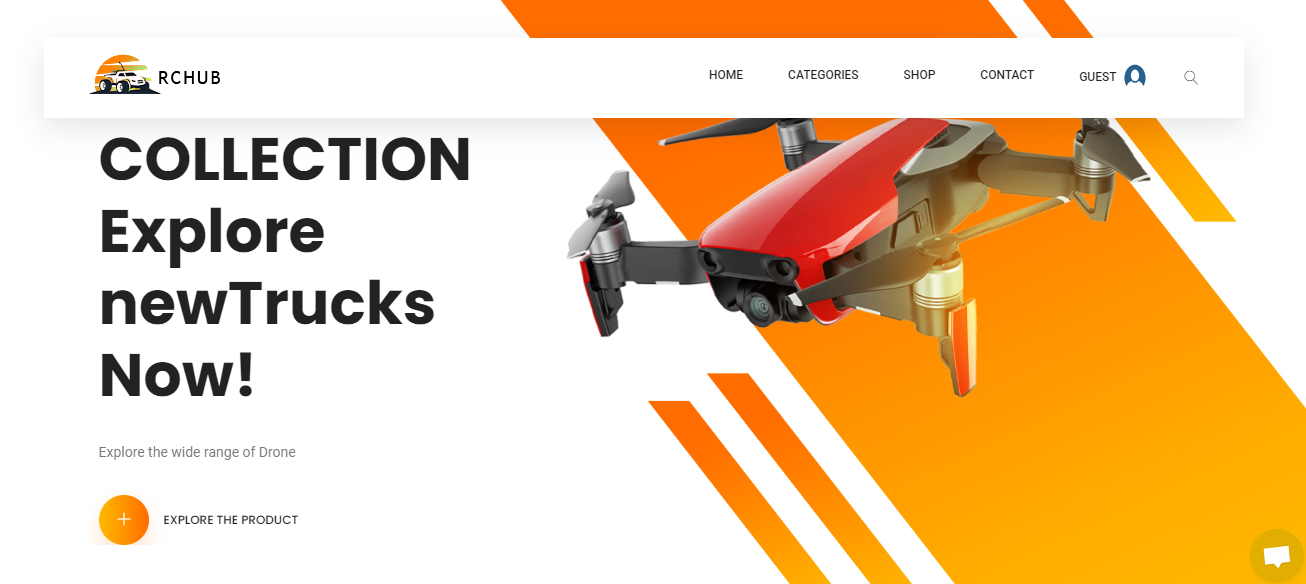 RCHUB
HOME
CATEGORIES
SHOP
CONTACT
GUEST
COLLECTION
Explore
newTrucks
Now!
Explore the wide range of Drone
EXPLORE THE PRODUCT